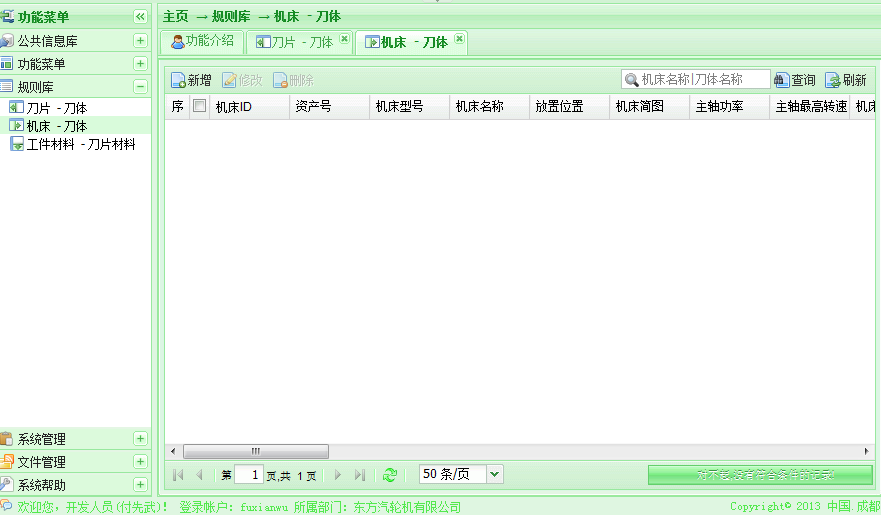 功能菜单
公共信息库
功能菜单
规则库
刀片 - 刀体
机床 - 刀体
工件材料 - 刀片材料
系统管理
文件管理
系统帮助
主页 → 规则库 → 机床 - 刀体
功能介绍 刀片 - 刀体 机床 - 刀体
新增 修改 删除 机床名称|刀体名称 查询 刷新
序 机床ID 资产号 机床型号 机床名称 放置位置 机床简图 主轴功率 主轴最高转速 机床
第 1 页,共 1 页 50 条/页 对不起,没有符合条件的记录!
欢迎您, 开发人员(付先武)! 登录帐户: fuxianwu 所属部门: 东方汽轮机有限公司 Copyright© 2013 中国.成都